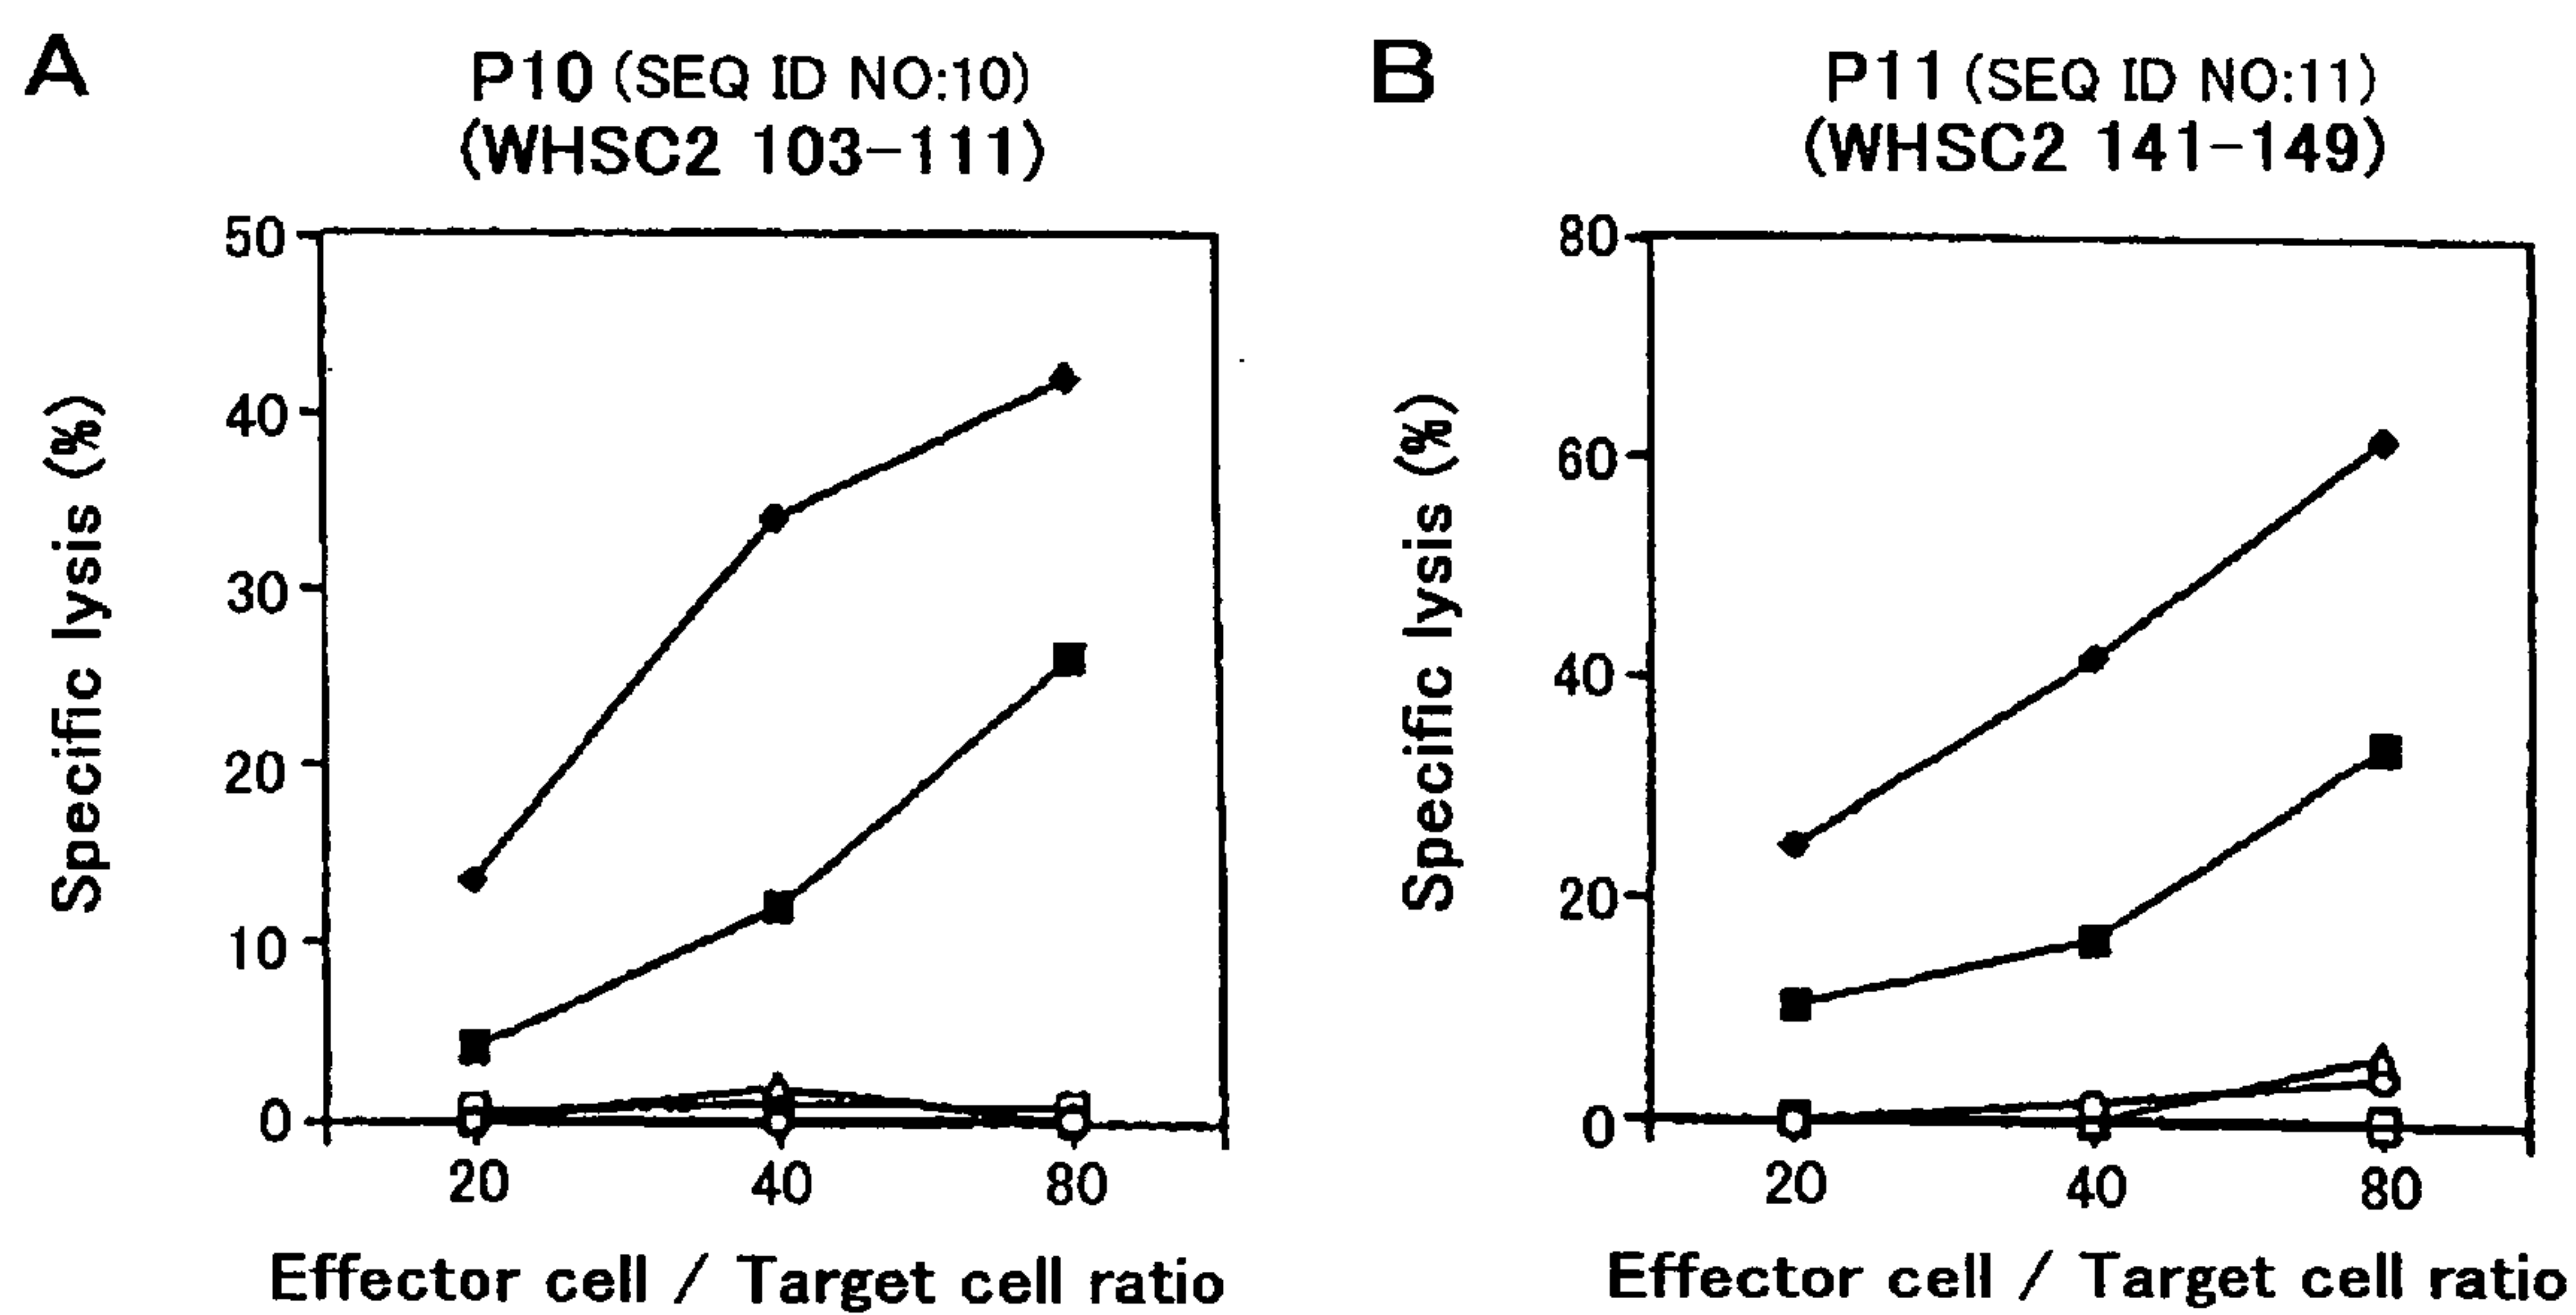 A
P10 (SEQ ID NO:10)
(WHSC2 103-111)
50
40
30
20
10
0
Specific lysis (%)
20 40 80
Effector cell / Target cell ratio
B
P11 (SEQ ID NO:11)
(WHSC2 141-149)
80
60
40
20
0
Specific lysis (%)
20 40 80
Effector cell / Target cell ratio